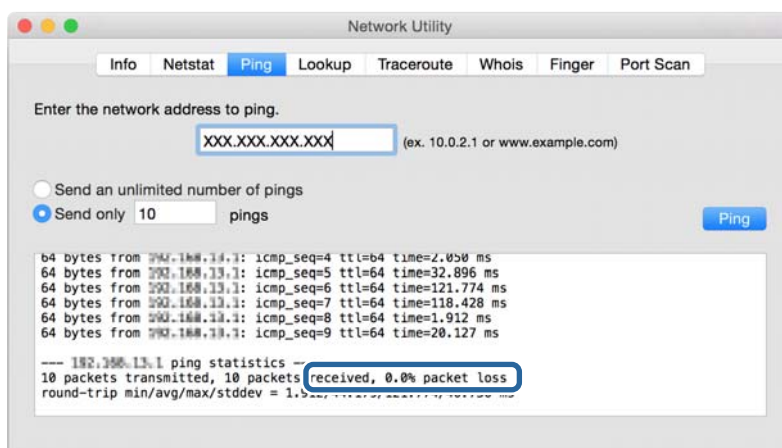 Network Utility
Info Netstat Ping Lookup Traceroute Whois Finger Port Scan
Enter the network address to ping.
XXX.XXX.XXX.XXX (ex. 10.0.2.1 or www.example.com)
Send an unlimited number of pings
Send only 10 pings
Ping
64 bytes from : icmp_seq=4 ttl=64 time=2.050 ms
64 bytes from : icmp_seq=5 ttl=64 time=32.896 ms
64 bytes from : icmp_seq=6 ttl=64 time=121.774 ms
64 bytes from : icmp_seq=7 ttl=64 time=118.428 ms
64 bytes from : icmp_seq=8 ttl=64 time=1.912 ms
64 bytes from : icmp_seq=9 ttl=64 time=20.127 ms
--- ping statistics --
10 packets transmitted, 10 packets received, 0.0% packet loss
round-trip min/avg/max/stddev = ms